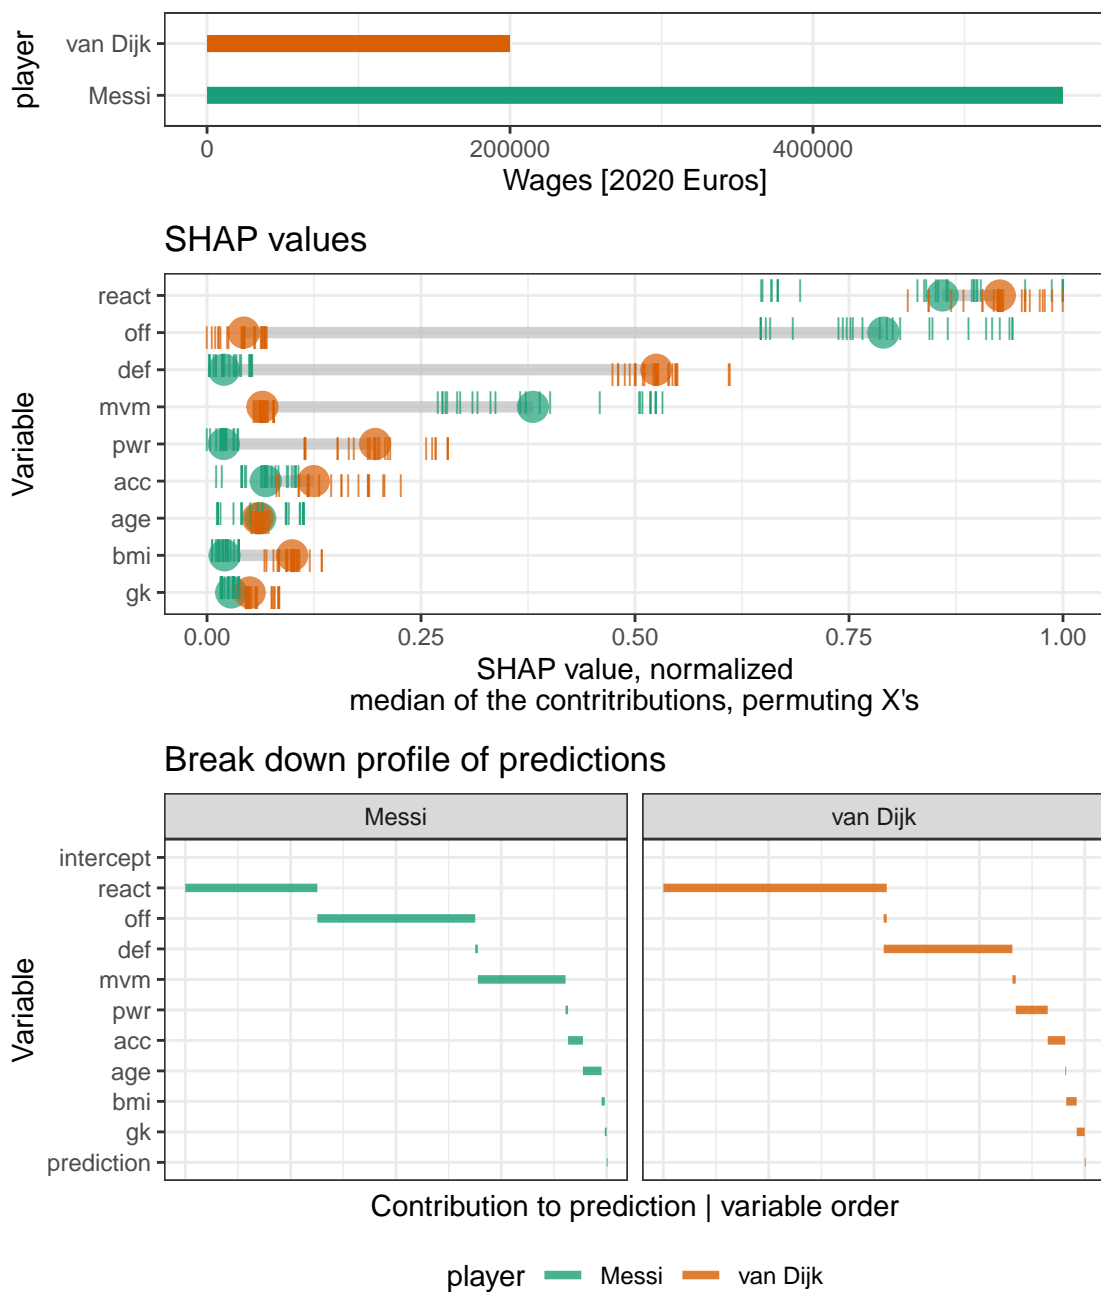 player
van Dijk
Messi
0 200000 400000
Wages [2020 Euros]
SHAP values
Variable
react
off
def
mvm
pwr
acc
age
bmi
gk
0.00 0.25 0.50 0.75 1.00
SHAP value, normalized
median of the contritributions, permuting X's
Break down profile of predictions
Messi van Dijk
Variable
intercept
react
off
def
mvm
pwr
acc
age
bmi
gk
prediction
Contribution to prediction | variable order
player Messi van Dijk